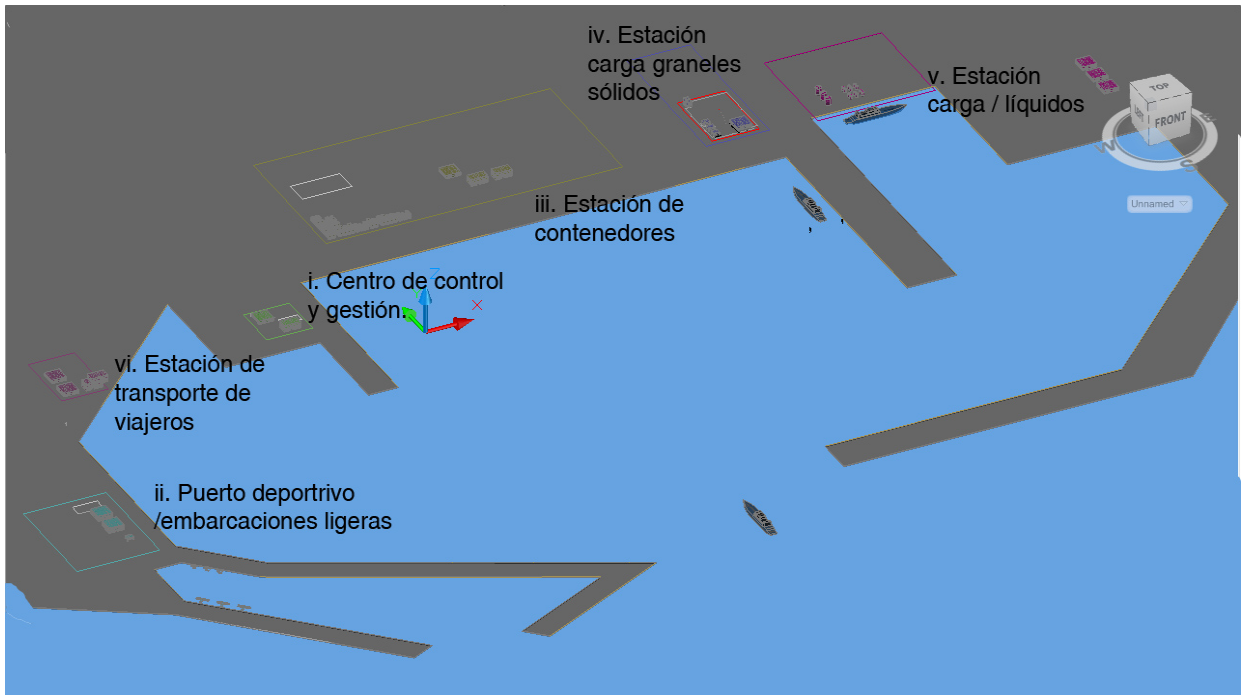 iv. Estación
carga graneles
sólidos
v. Estación
carga / líquidos
TOP
FRONT
W
S
Unnamed
iii. Estación de
contenedores
i. Centro de control
y gestión.
Z
X
vi. Estación de
transporte de
viajeros
ii. Puerto deportrivo
/embarcaciones ligeras